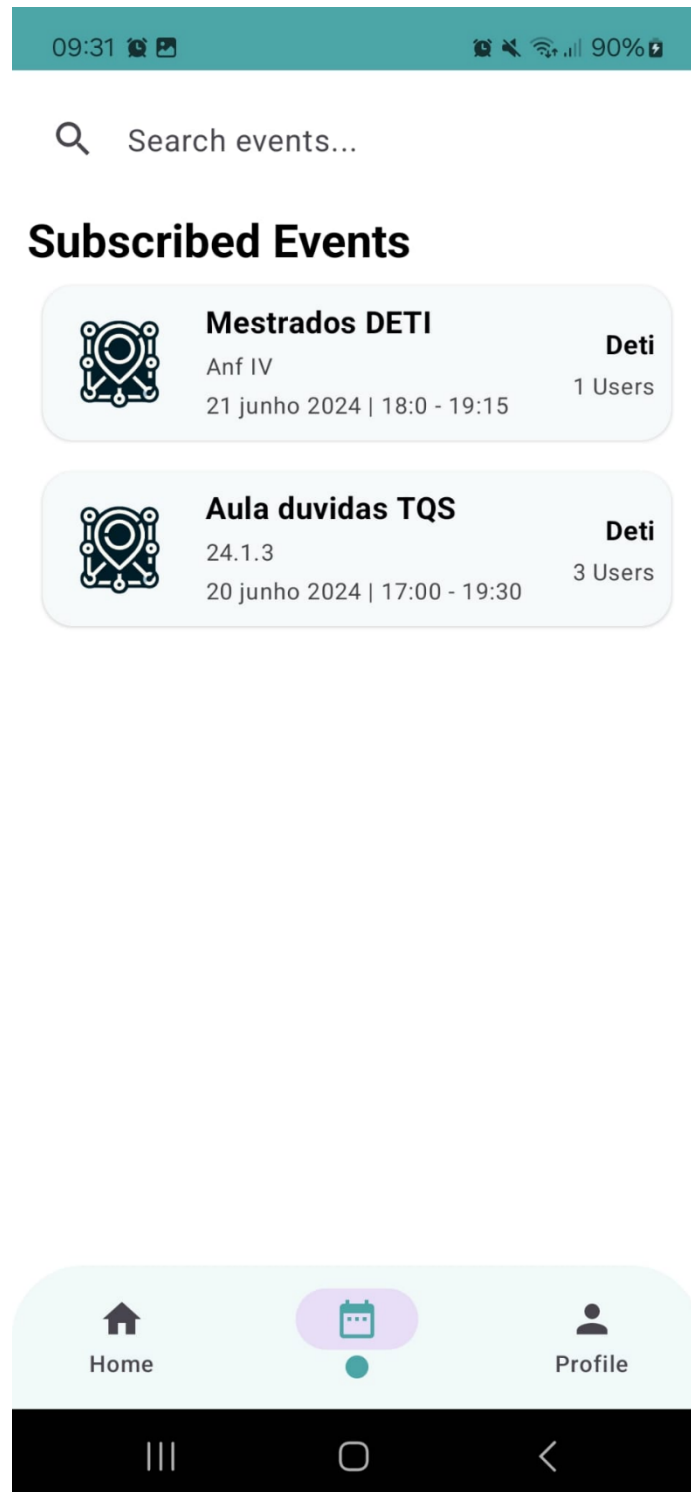 09:31
90%
Search events...
Subscribed Events
Mestrados DETI
Anf IV
21 junho 2024 | 18:0 - 19:15
Deti
1 Users
Aula duvidas TQS
24.1.3
20 junho 2024 | 17:00 - 19:30
Deti
3 Users
Home
Profile